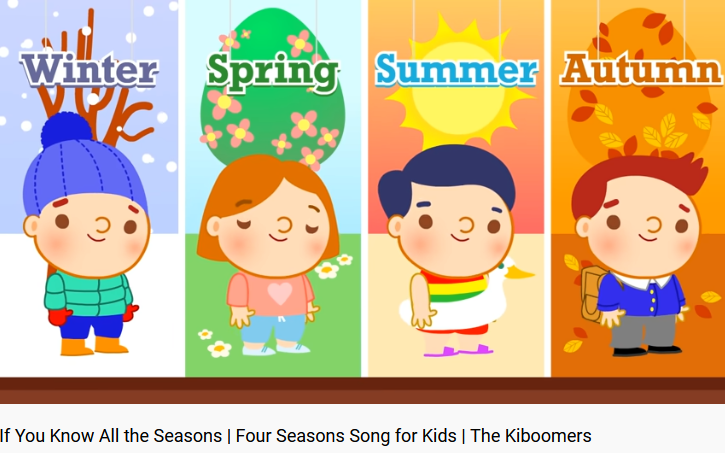 Winter Spring Summer Autumn
If You Know All the Seasons | Four Seasons Song for Kids | The Kiboomers